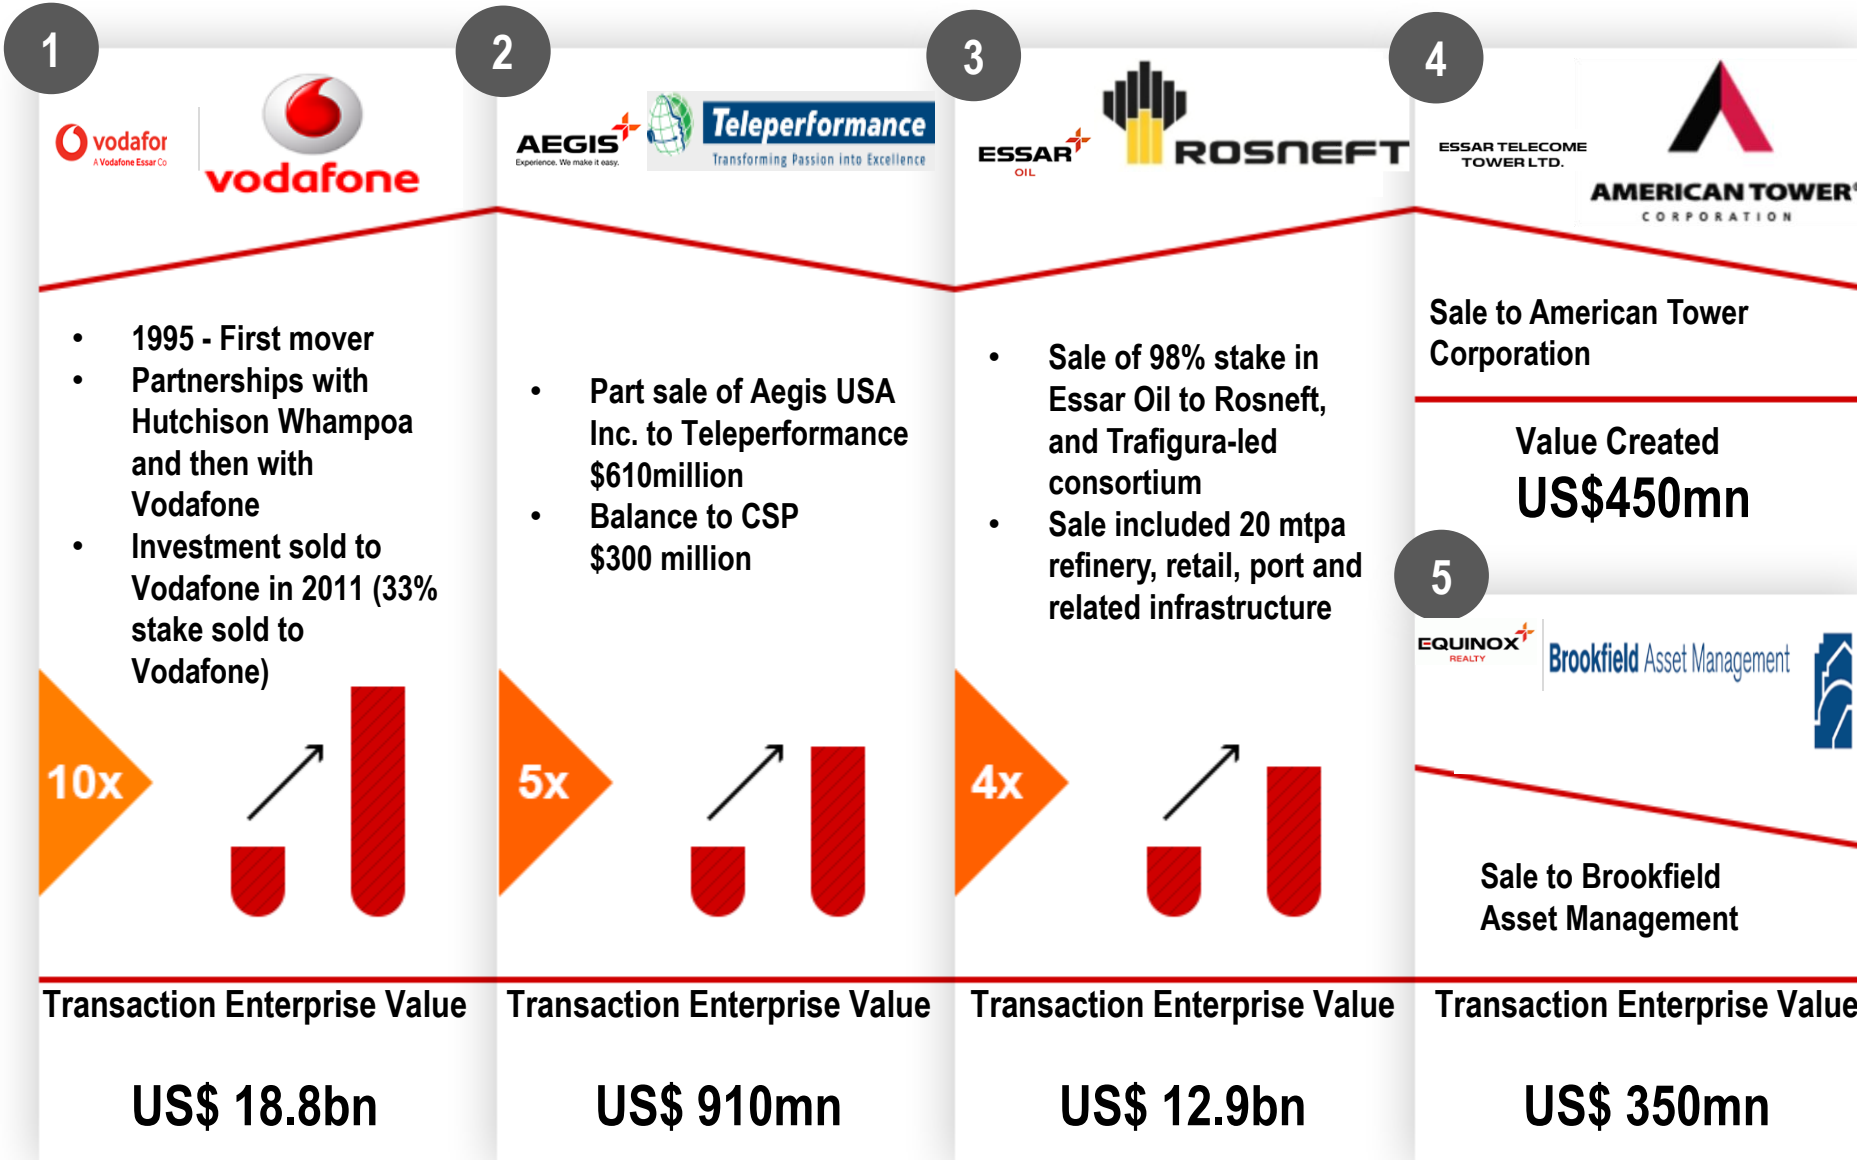 1
vodafor
A Vodafone Essar Co
vodafone
1995 - First mover
Partnerships with
Hutchison Whampoa
and then with
Vodafone
Investment sold to
Vodafone in 2011 (33%
stake sold to
Vodafone)
10x
Transaction Enterprise Value
US$ 18.8bn
2
AEGIS
Experience. We make it easy.
Teleperformance
Transforming Passion into Excellence
Part sale of Aegis USA
Inc. to Teleperformance
$610million
Balance to CSP
$300 million
5x
Transaction Enterprise Value
US$ 910mn
3
ESSAR
OIL
ROSNEFT
Sale of 98% stake in
Essar Oil to Rosneft,
and Trafigura-led
consortium
Sale included 20 mtpa
refinery, retail, port and
related infrastructure
4x
Transaction Enterprise Value
US$ 12.9bn
4
ESSAR TELECOME
TOWER LTD.
AMERICAN TOWER®
CORPORATION
Sale to American Tower
Corporation
Value Created
US$450mn
5
EQUINOX
REALTY
Brookfield Asset Management
Sale to Brookfield
Asset Management
Transaction Enterprise Value
US$ 350mn